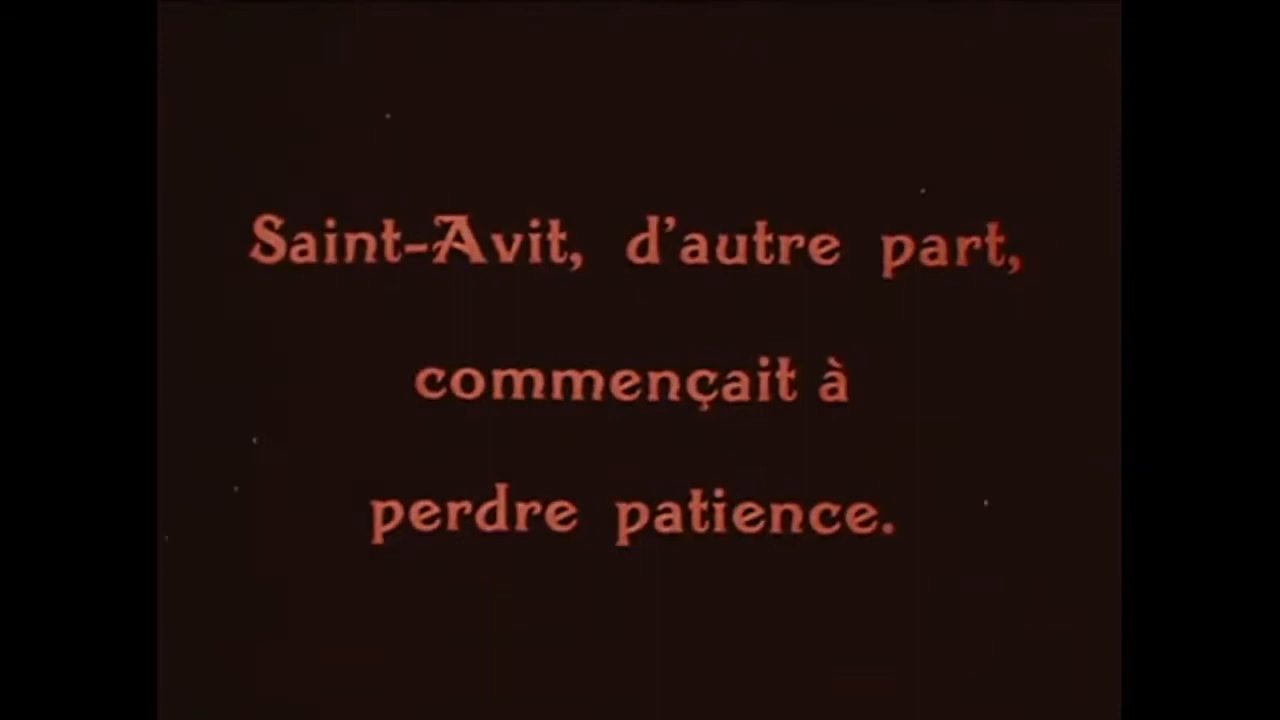 Saint-Avit, d'autre part,
commençait à
perdre patience.